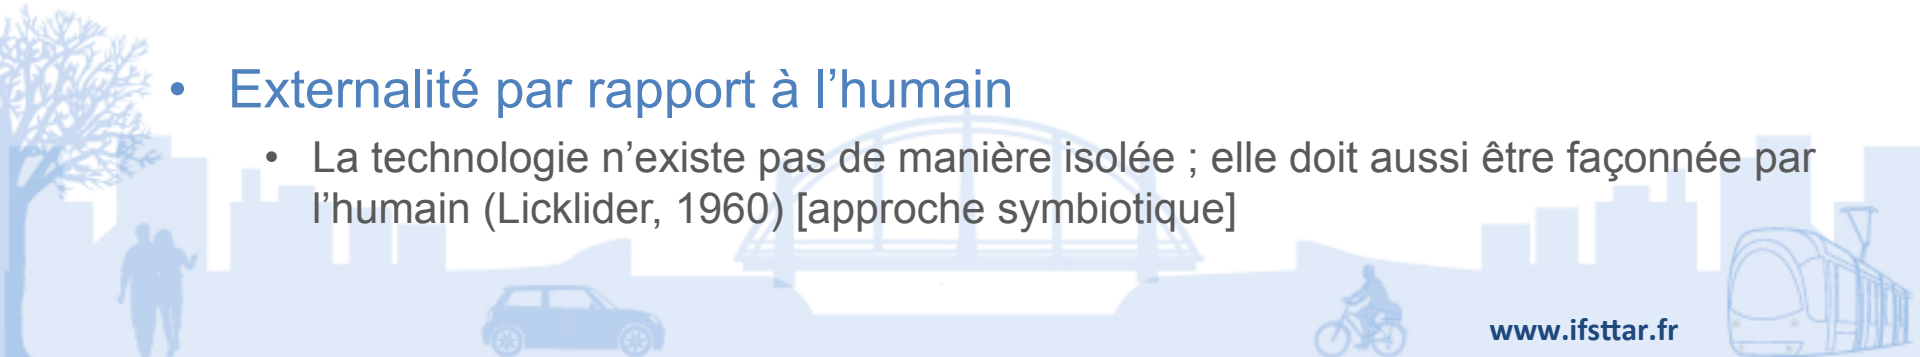 • Externalité par rapport à l’humain
• La technologie n’existe pas de manière isolée ; elle doit aussi être façonnée par
l’humain (Licklider, 1960) [approche symbiotique]
www.ifsttar.fr